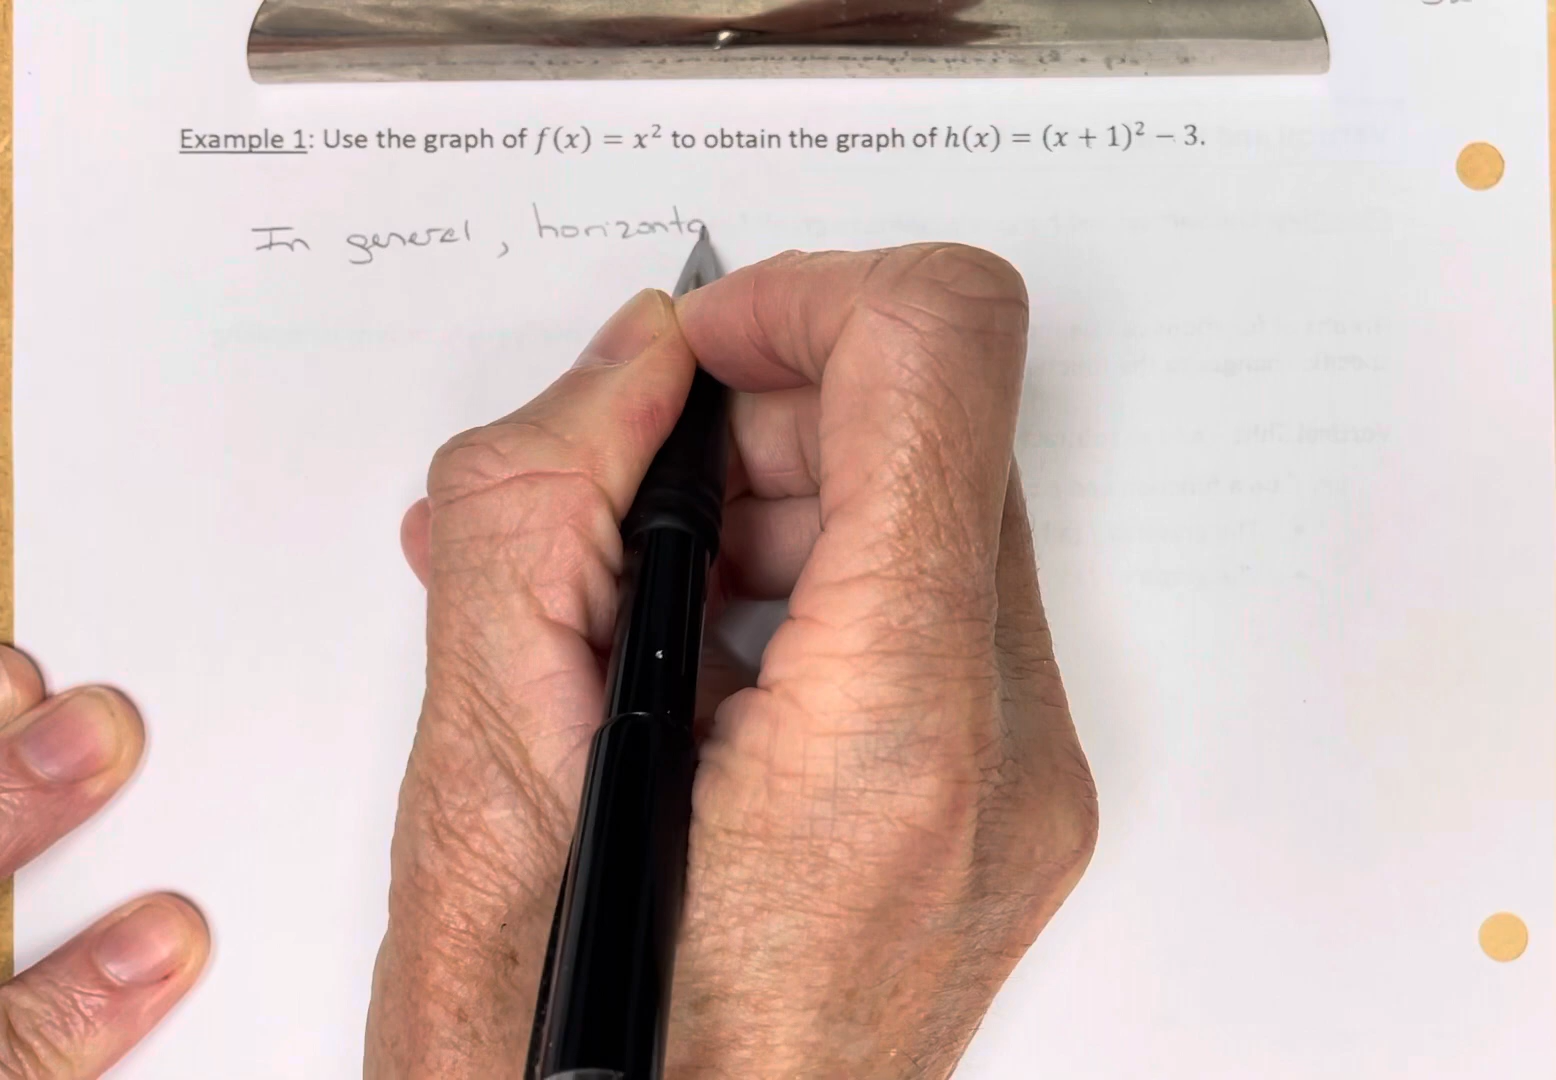 Example 1: Use the graph of f(x) = x² to obtain the graph of h(x) = (x + 1)² − 3.
In general, horizonta